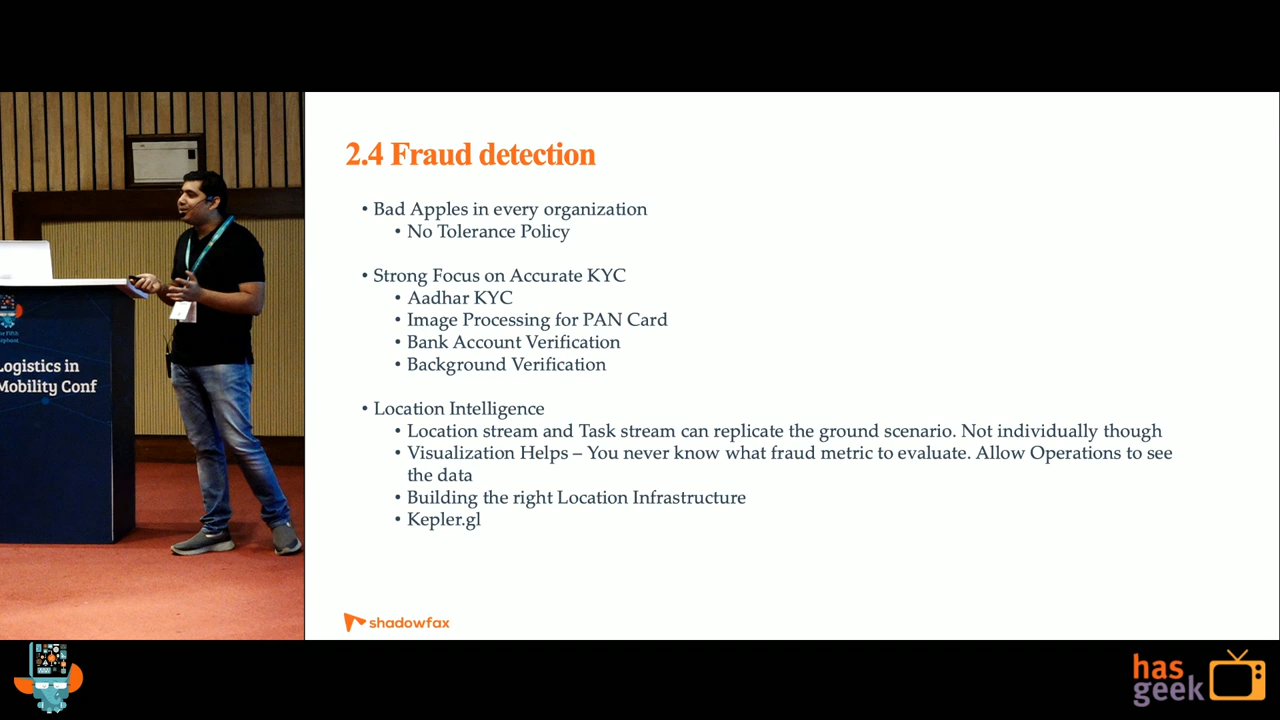 2.4 Fraud detection
• Bad Apples in every organization
• No Tolerance Policy
• Strong Focus on Accurate KYC
• Aadhar KYC
• Image Processing for PAN Card
• Bank Account Verification
• Background Verification
• Location Intelligence
• Location stream and Task stream can replicate the ground scenario. Not individually though
• Visualization Helps – You never know what fraud metric to evaluate. Allow Operations to see
the data
• Building the right Location Infrastructure
• Kepler.gl
shadowfax
Logistics in
Mobility Conf
has
geek